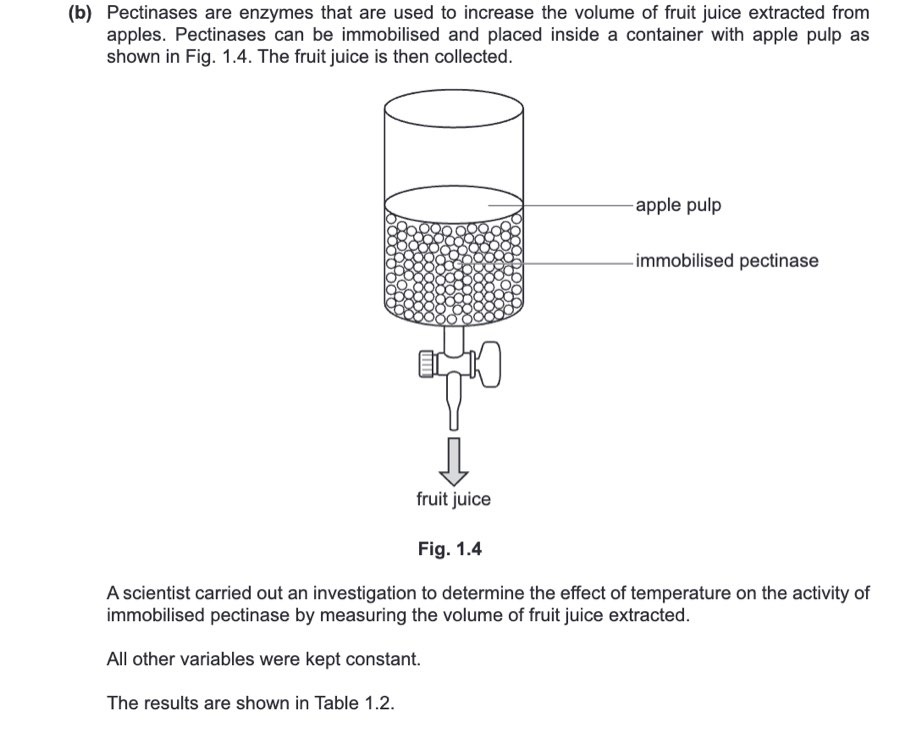 (b) Pectinases are enzymes that are used to increase the volume of fruit juice extracted from
apples. Pectinases can be immobilised and placed inside a container with apple pulp as
shown in Fig. 1.4. The fruit juice is then collected.
apple pulp
immobilised pectinase
fruit juice
Fig. 1.4
A scientist carried out an investigation to determine the effect of temperature on the activity of
immobilised pectinase by measuring the volume of fruit juice extracted.
All other variables were kept constant.
The results are shown in Table 1.2.